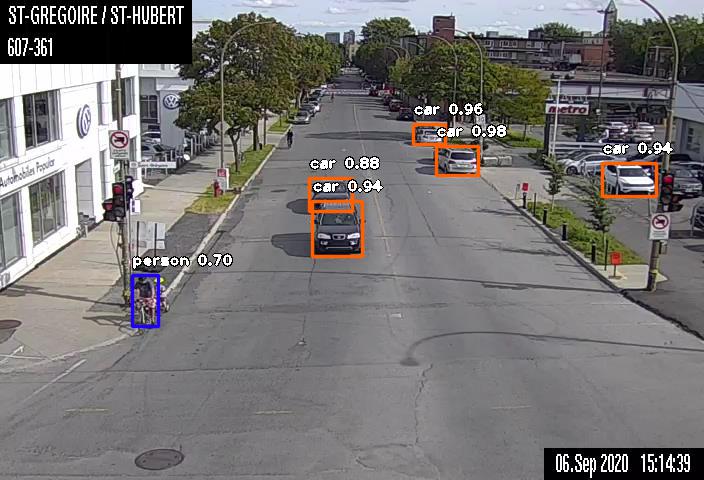 ST-GREGOIRE / ST-HUBERT
607-361
car 0.96
car 0.98
car 0.94
car 0.88
car 0.94
person 0.70
Automobiles Popular
metro
06.Sep 2020 15:14:39